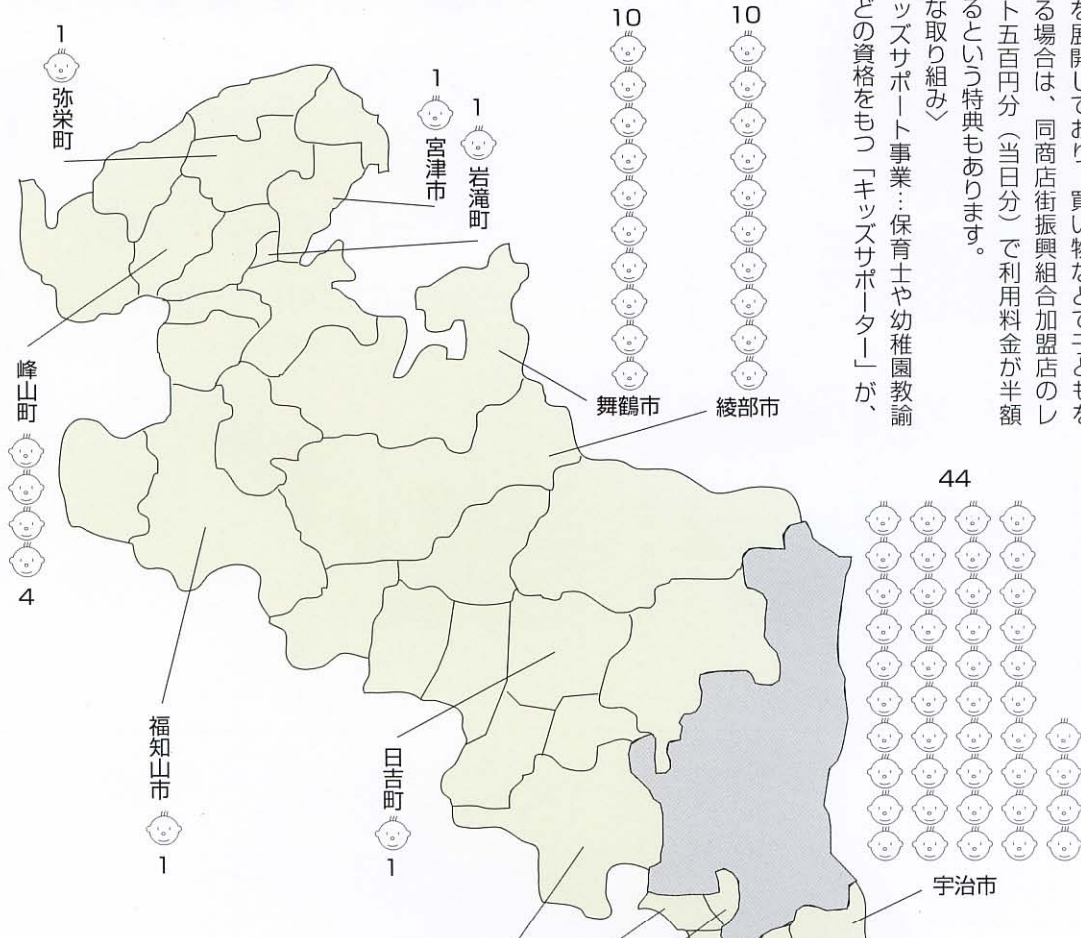 を展開しており、買い物などで子どもを
る場合は、同商店街振興組合加盟店のレ
ト五百円分（当日分）で利用料金が半額
るという特典もあります。
な取り組み〉
ッズサポート事業…保育士や幼稚園教諭
どの資格をもつ「キッズサポーター」が、
1
弥栄町
1
宮津市
1
岩滝町
10
舞鶴市
10
綾部市
峰山町
4
44
宇治市
福知山市
1
日吉町
1